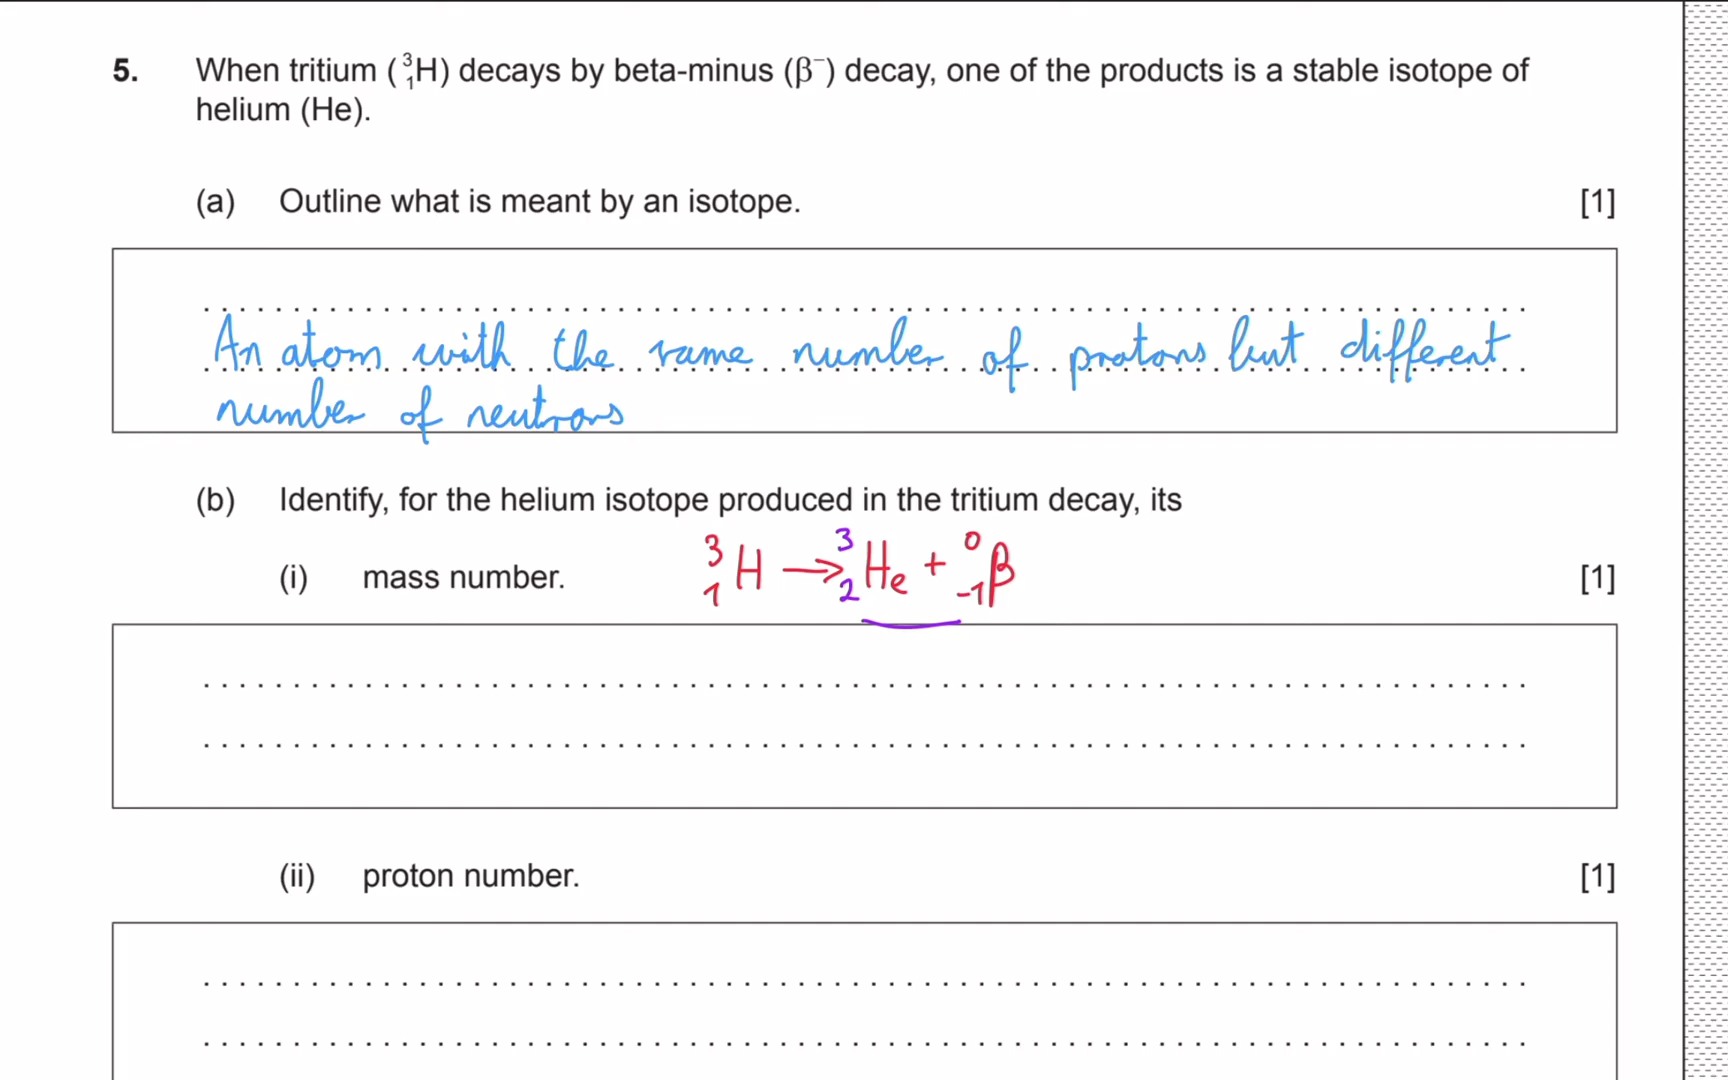 5. When tritium (³₁H) decays by beta-minus (β⁻) decay, one of the products is a stable isotope of
helium (He).
(a) Outline what is meant by an isotope. [1]
An atom with the same number of protons but different
number of neutrons
(b) Identify, for the helium isotope produced in the tritium decay, its
³₁H → ³₂He + ⁰₋₁β
(i) mass number. [1]
(ii) proton number. [1]